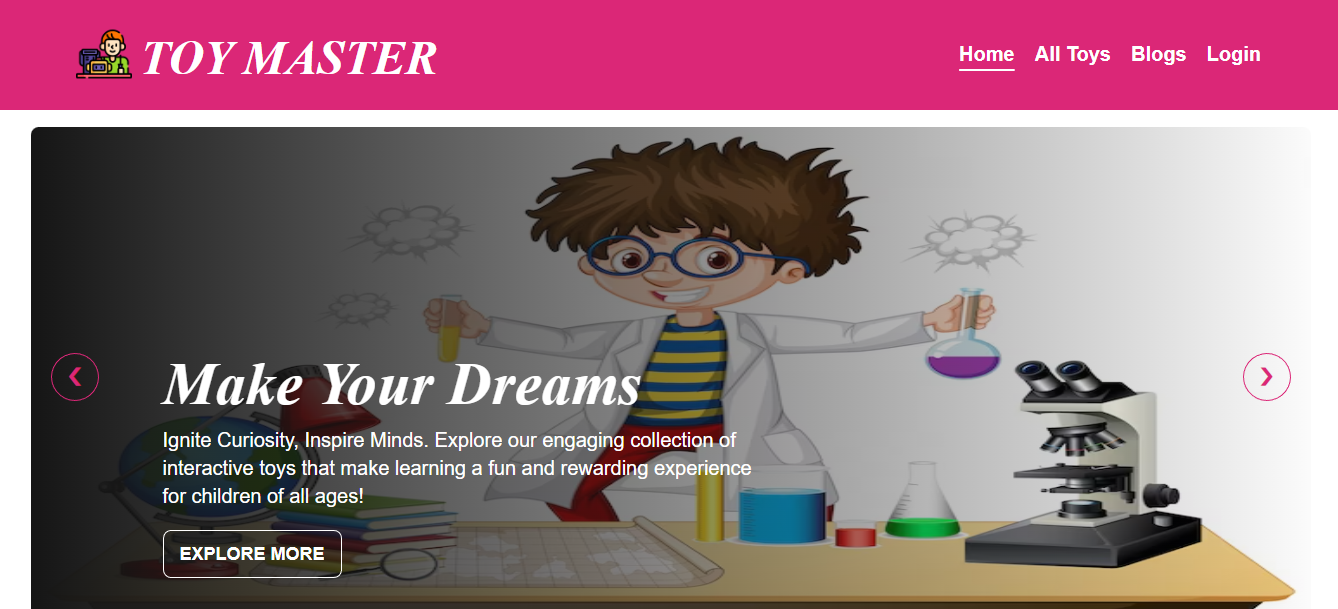 TOY MASTER
Home All Toys Blogs Login
Make Your Dreams
Ignite Curiosity, Inspire Minds. Explore our engaging collection of
interactive toys that make learning a fun and rewarding experience
for children of all ages!
EXPLORE MORE